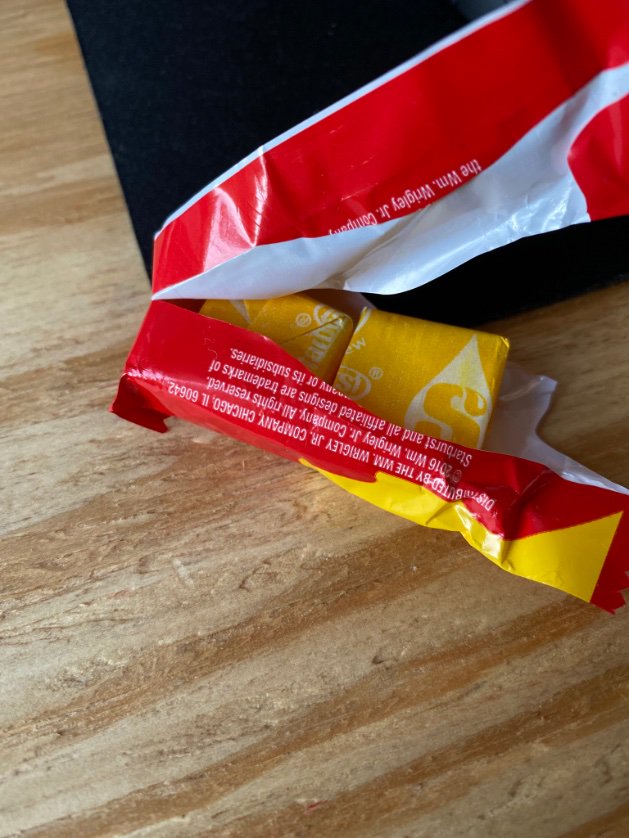 the Wm. Wrigley Jr. Company
DISTRIBUTED BY THE WM. WRIGLEY JR. COMPANY CHICAGO, IL 60642
©2016 Wm. Wrigley Jr. Company. All rights reserved
Starburst and all affiliated designs are trademarks of
or its subsidiaries.
S